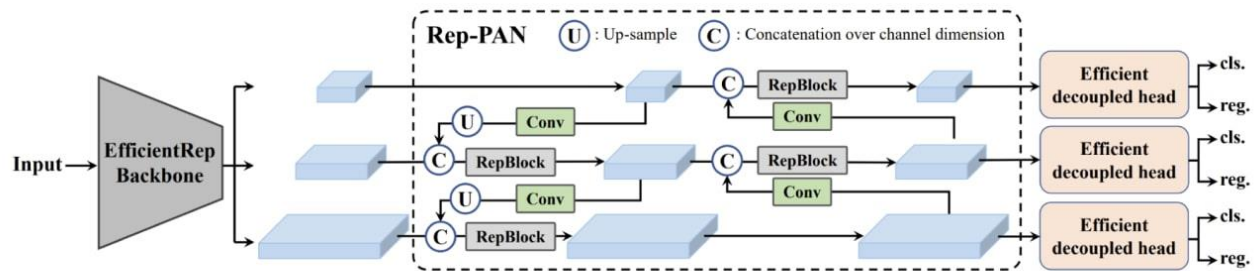 Rep-PAN
U : Up-sample
C : Concatenation over channel dimension
C
RepBlock
Efficient
decoupled head
cls.
reg.
U
Conv
Conv
Input
EfficientRep
Backbone
C
RepBlock
C
RepBlock
Efficient
decoupled head
cls.
reg.
U
Conv
Conv
C
RepBlock
Efficient
decoupled head
cls.
reg.